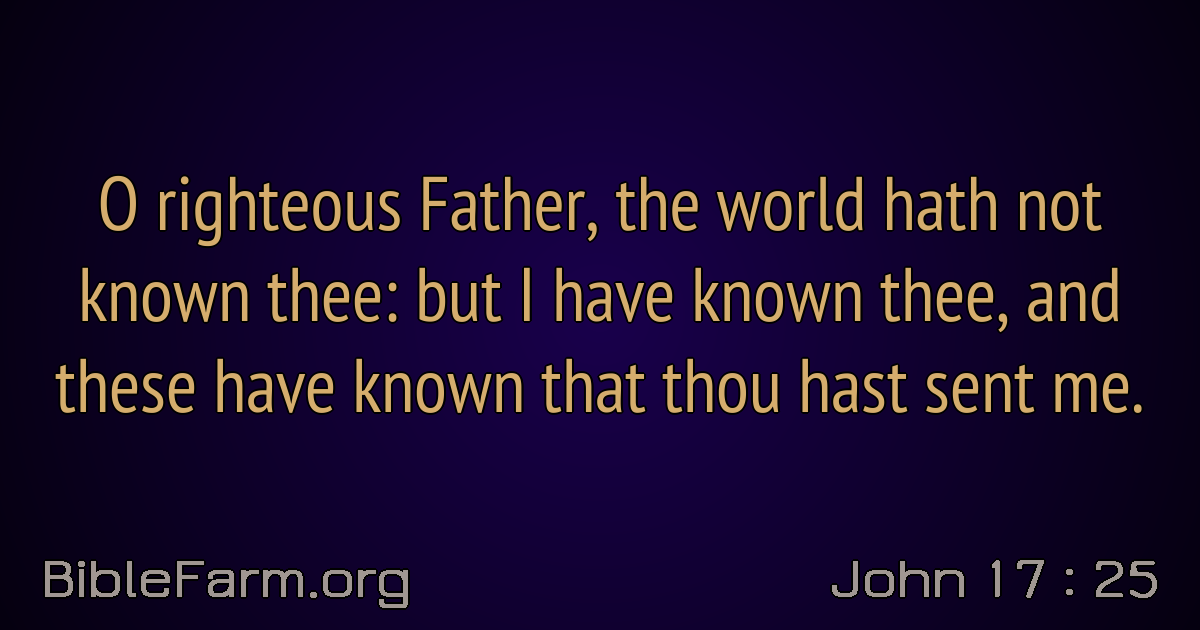 O righteous Father, the world hath not
known thee: but I have known thee, and
these have known that thou hast sent me.
BibleFarm.org
John 17 : 25